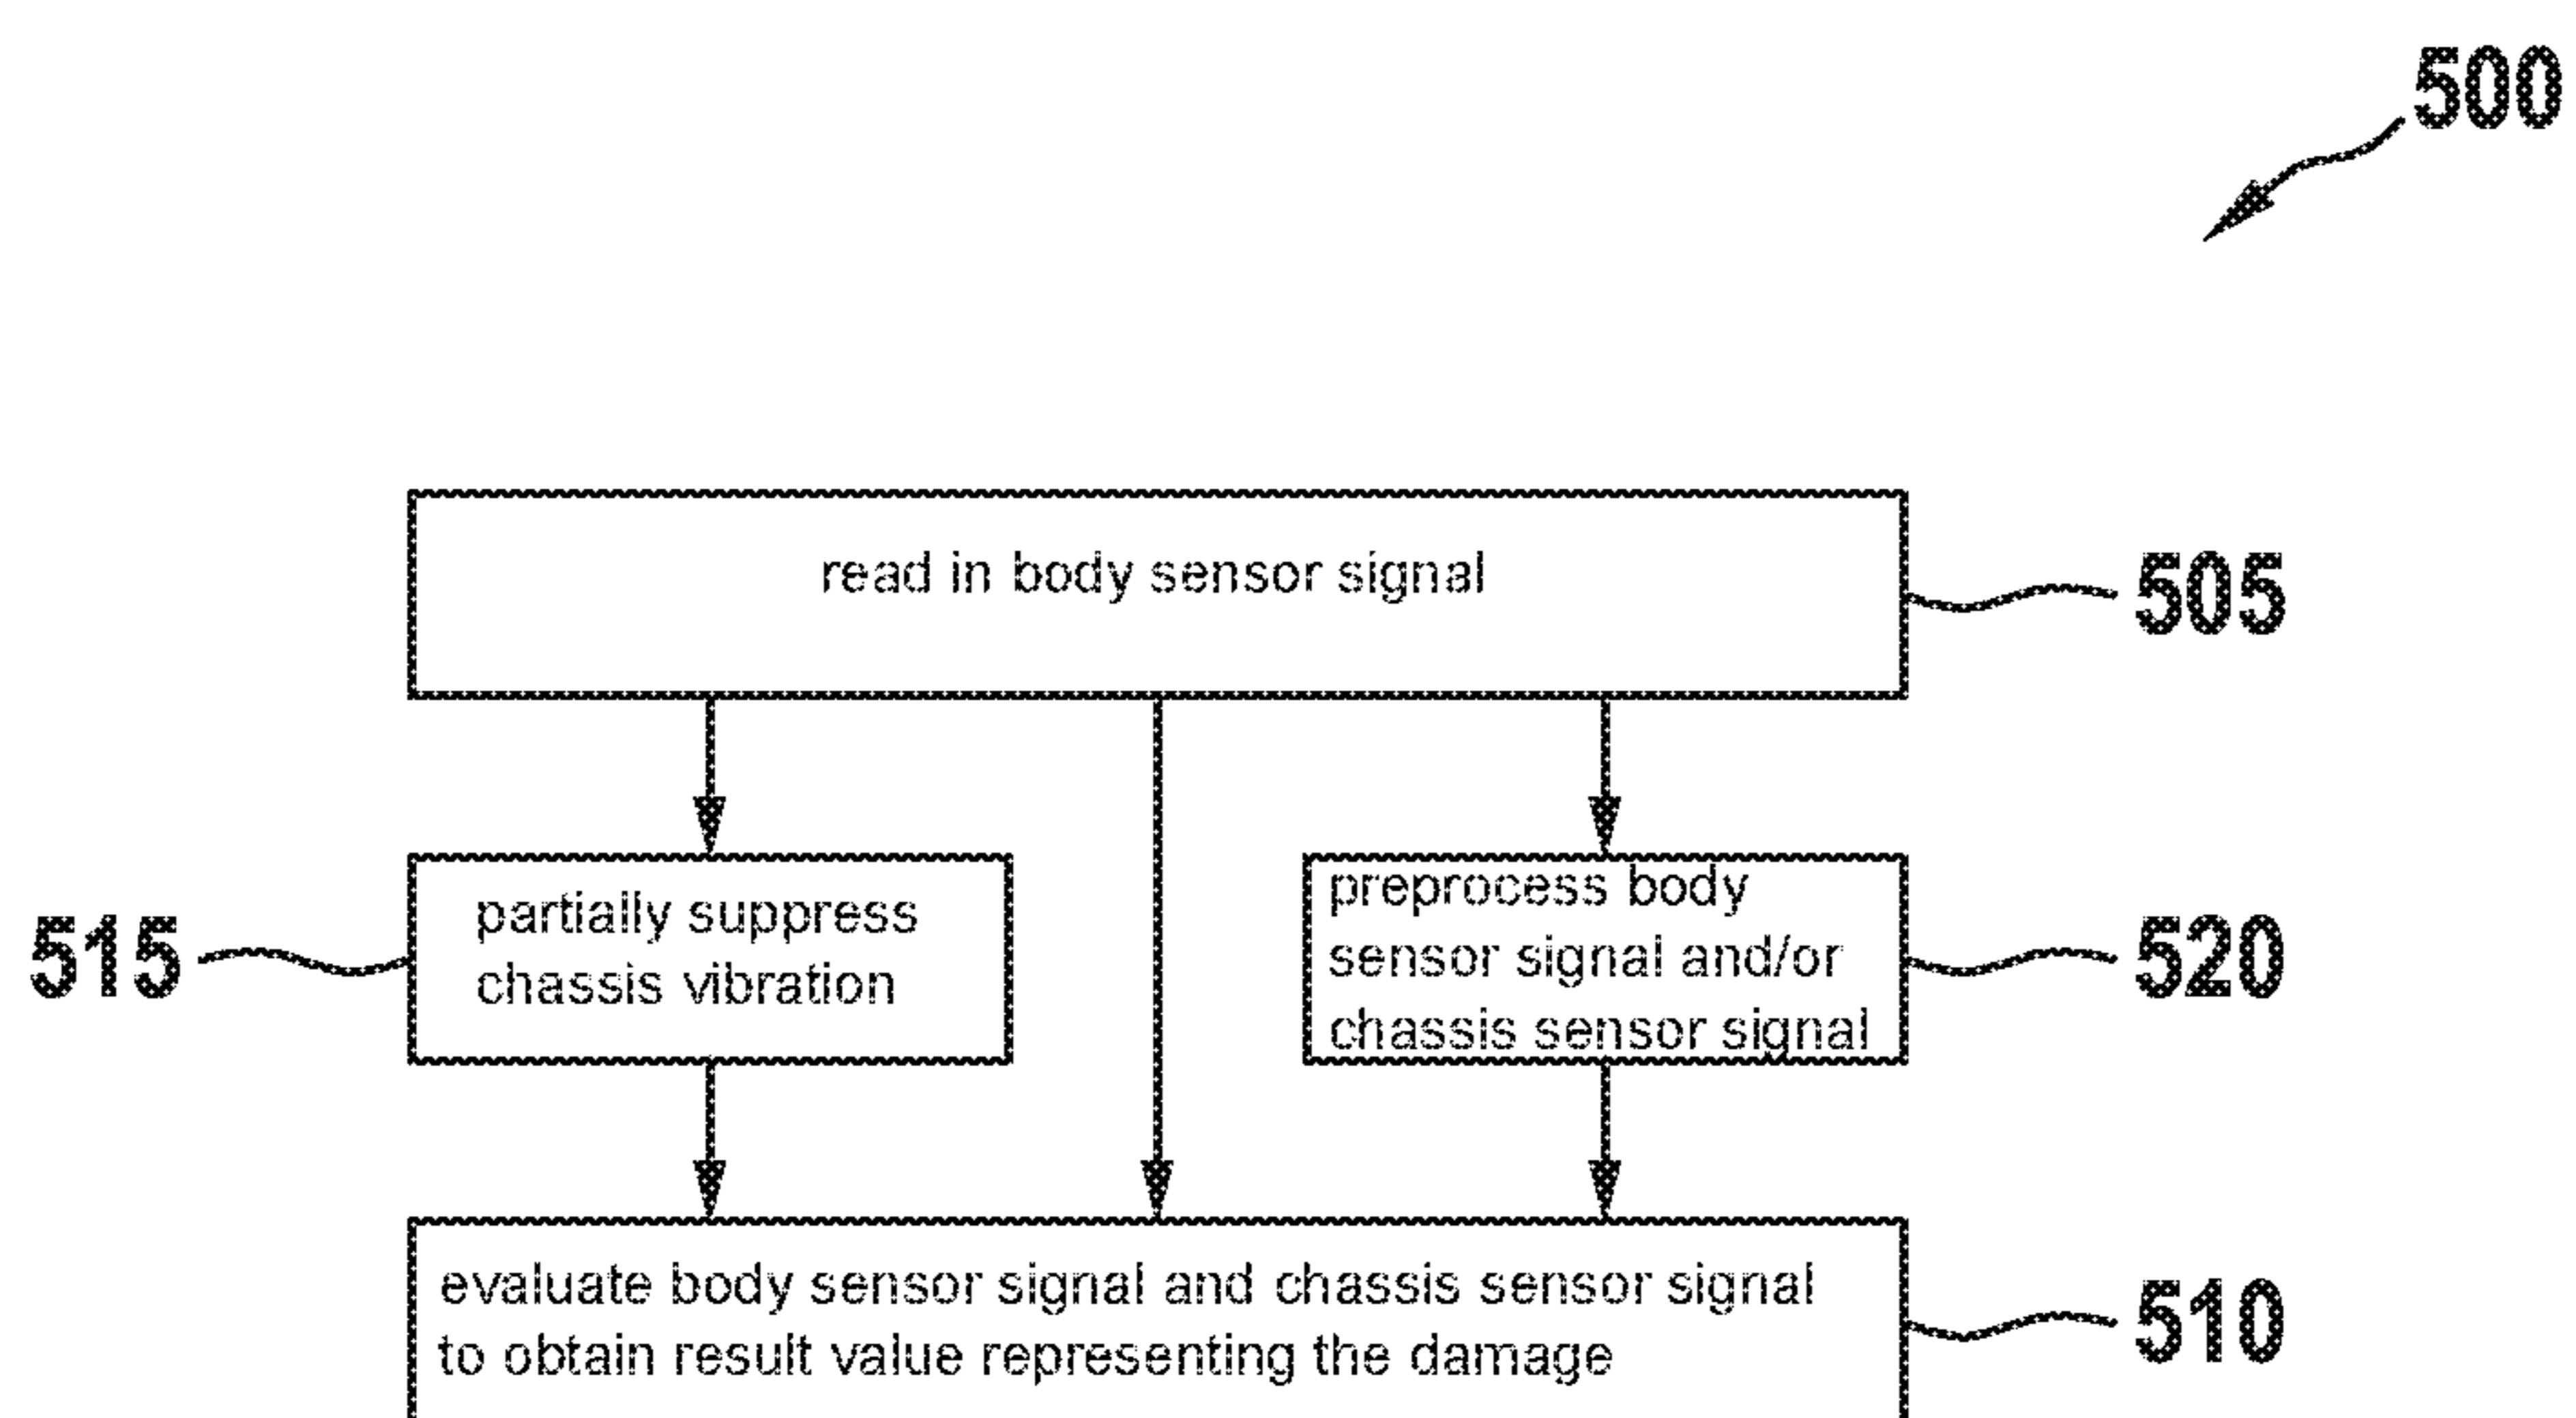 500
read in body sensor signal
505
515
partially suppress
chassis vibration
preprocess body
sensor signal and/or
chassis sensor signal
520
evaluate body sensor signal and chassis sensor signal
to obtain result value representing the damage
510